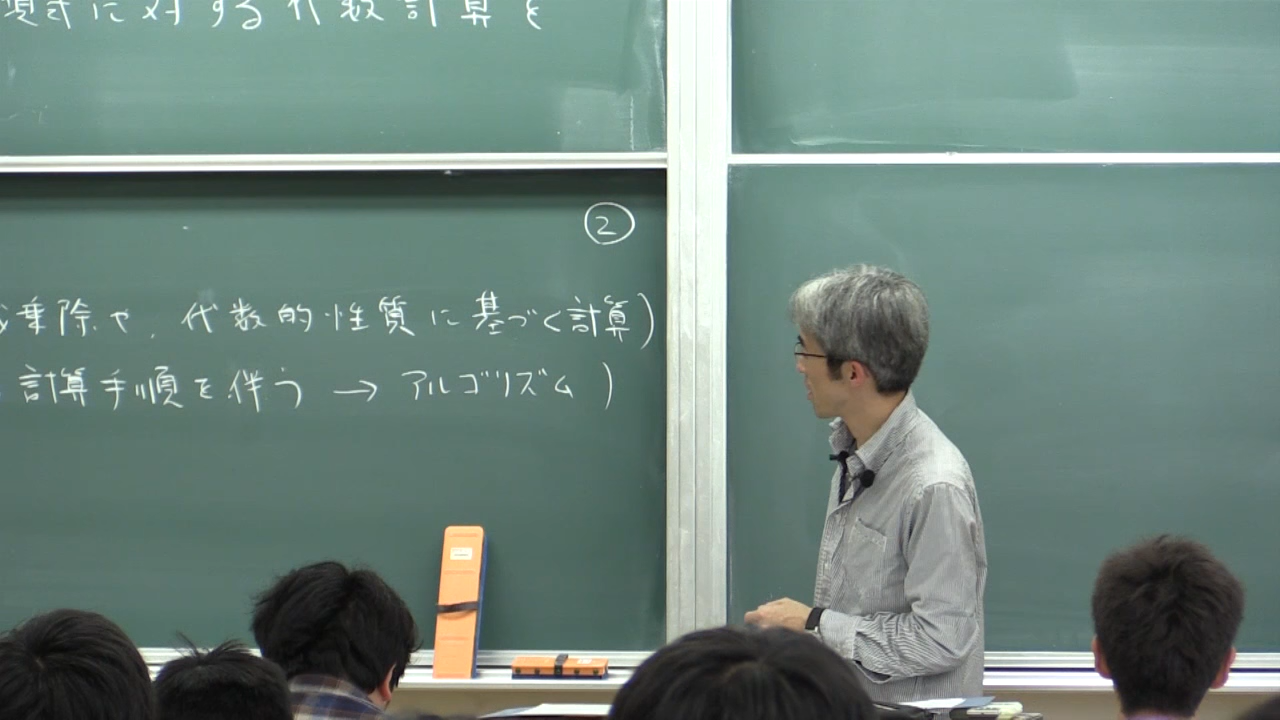 項式に対する代数計算を
②
乗除や、代数的性質に基づく計算)
計算手順を伴う → アルゴリズム)